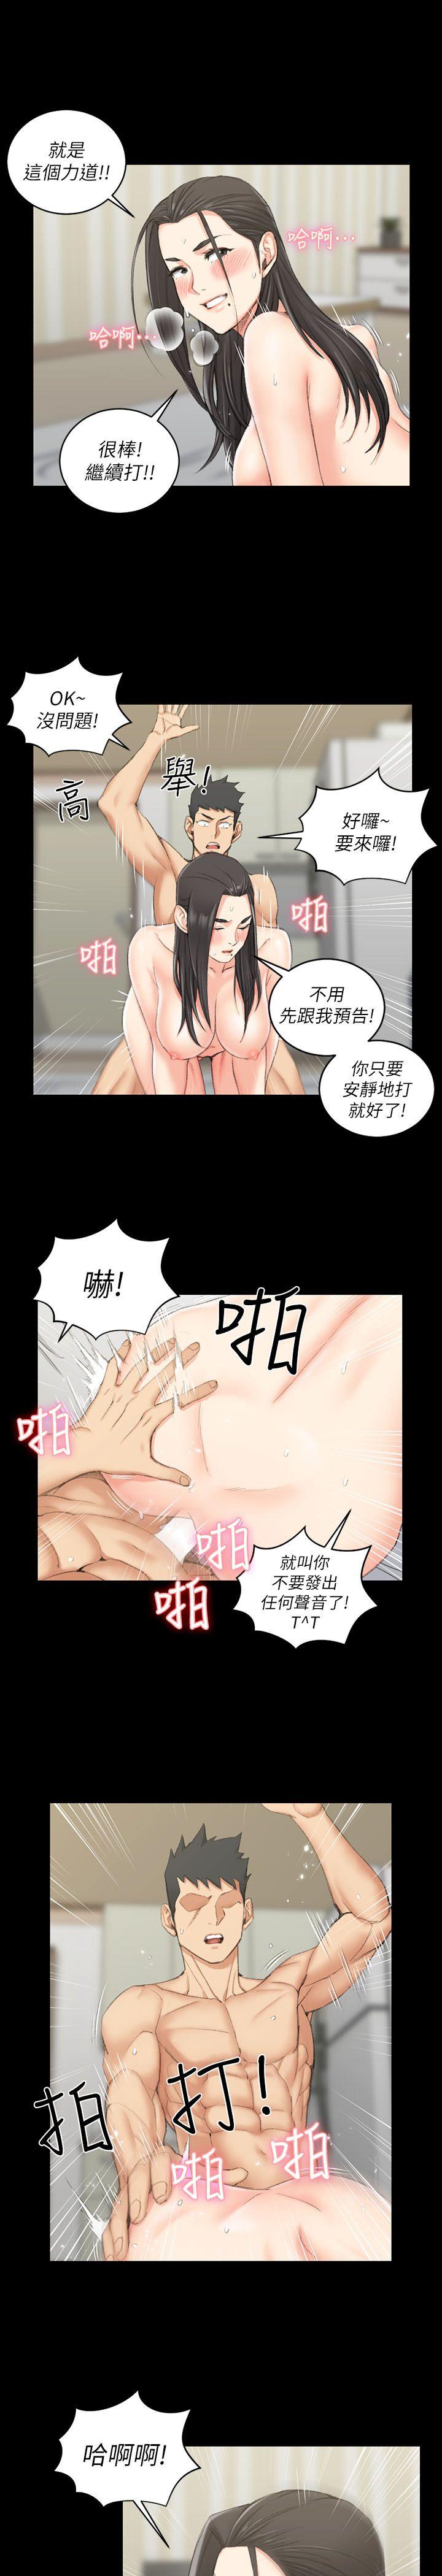 就是
這個力道!!
哈啊…
哈啊…
很棒!
繼續打!!
OK~
沒問題!
高舉!
好囉~
要來囉!
啪
啪
不用
先跟我預告!
你只要
安靜地打
就好了!
嚇!
啪
啪
啪
啪
就叫你
不要發出
任何聲音了!
T^T
拍打!
啪
啪
哈啊啊!